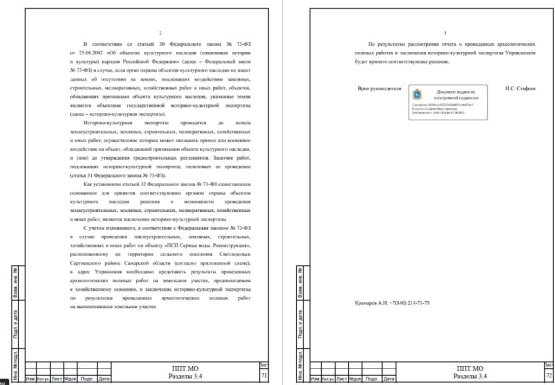 2
В соответствии со статьей 30 Федерального закона № 73-ФЗ
от 25.06.2002 «Об объектах культурного наследия (памятниках истории
и культуры) народов Российской Федерации» (далее – Федеральный закон
№ 73-ФЗ) в случае, если орган охраны объектов культурного наследия не имеет
данных об отсутствии на землях, подлежащих воздействию земляных,
строительных, мелиоративных, хозяйственных работ и иных работ, объектов,
обладающих признаками объекта культурного наследия, указанные земли
являются объектами государственной историко-культурной экспертизы
(далее – историко-культурная экспертиза).
Историко-культурная экспертиза проводится до начала
землеустроительных, земляных, строительных, мелиоративных, хозяйственных
и иных работ, осуществление которых может оказывать прямое или косвенное
воздействие на объект, обладающий признаками объекта культурного наследия,
и (или) до утверждения градостроительных регламентов. Заказчик работ,
подлежащих историко-культурной экспертизе, оплачивает ее проведение
(статья 31 Федерального закона № 73-ФЗ).
Как установлено статьей 32 Федерального закона № 73-ФЗ единственным
основанием для принятия соответствующим органом охраны объектов
культурного наследия решения о возможности проведения
землеустроительных, земляных, строительных, мелиоративных, хозяйственных
и иных работ, является заключение историко-культурной экспертизы.
С учетом изложенного, в соответствии с Федеральным законом № 73-ФЗ
в случае проведения землеустроительных, земляных, строительных,
хозяйственных и иных работ по объекту «ПСП Серные воды. Реконструкция»,
расположенному на территории сельского поселения Светлодольск
Сергиевского района Самарской области (согласно приложенной схеме),
в адрес Управления необходимо представить результаты проведенных
археологических полевых работ на земельном участке, предполагаемом
к хозяйственному освоению, и заключение историко-культурной экспертизы
по результатам проведенных археологических полевых работ
на вышеназванном земельном участке.
Взам. инв. №
Подп. и дата
Инв. № подл.
Изм. Кол.уч. Лист №док Подп. Дата
ППТ.МО
Разделы 3,4
Лист
71
3
По результатам рассмотрения отчета о проведенных археологических
полевых работах и заключения историко-культурной экспертизы Управлением
будет принято соответствующее решение.
Врио руководителя
Документ подписан
электронной подписью
И.С. Стафеев
Крамарев А.И. +7(846) 214-71-79
Взам. инв. №
Подп. и дата
Инв. № подл.
Изм. Кол.уч. Лист №док Подп. Дата
ППТ.МО
Разделы 3,4
Лист
72